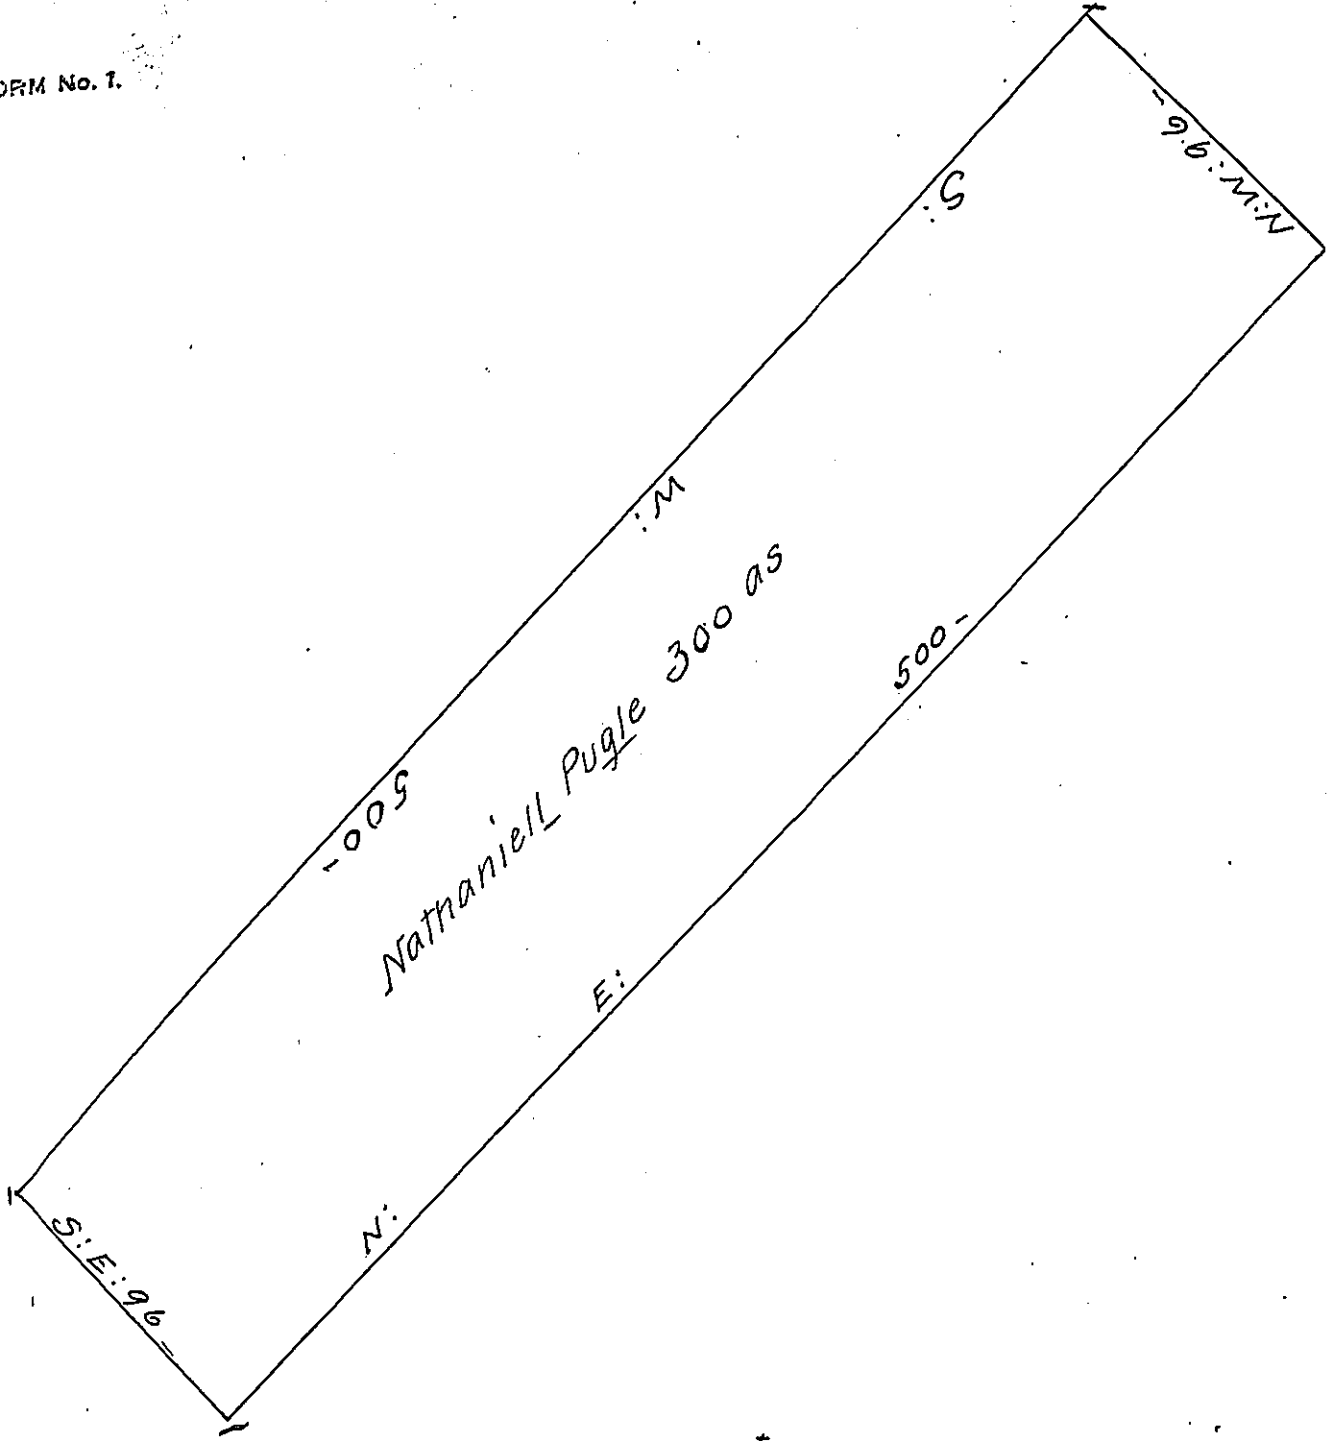 FORM No. 1.
N:W: 96-
S: W: 500-
Nathaniell Pugle 300 as
N: E: 500-
S: E: 96-